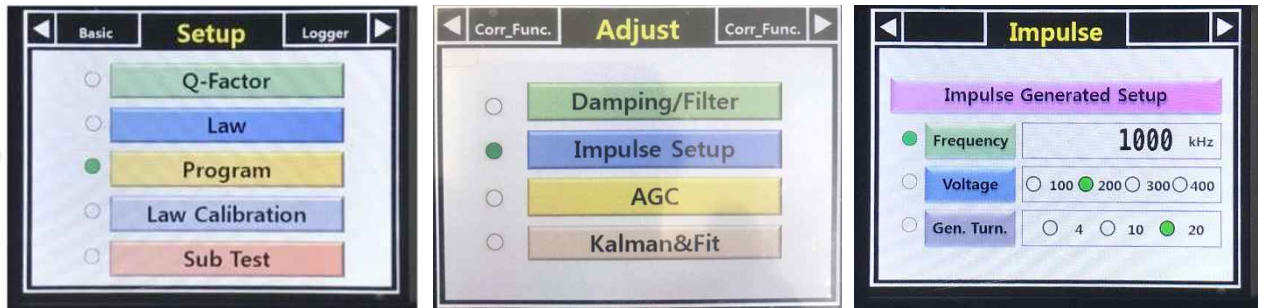 Basic Setup Logger
Q-Factor
Law
Program
Law Calibration
Sub Test
Corr_Func. Adjust Corr_Func.
Damping/Filter
Impulse Setup
AGC
Kalman&Fit
Impulse
Impulse Generated Setup
Frequency 1000 kHz
Voltage 100 200 300 400
Gen. Turn. 4 10 20